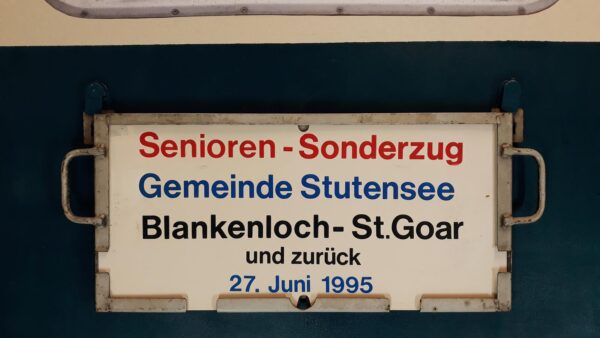 Senioren - Sonderzug
Gemeinde Stutensee
Blankenloch- St.Goar
und zurück
27. Juni 1995